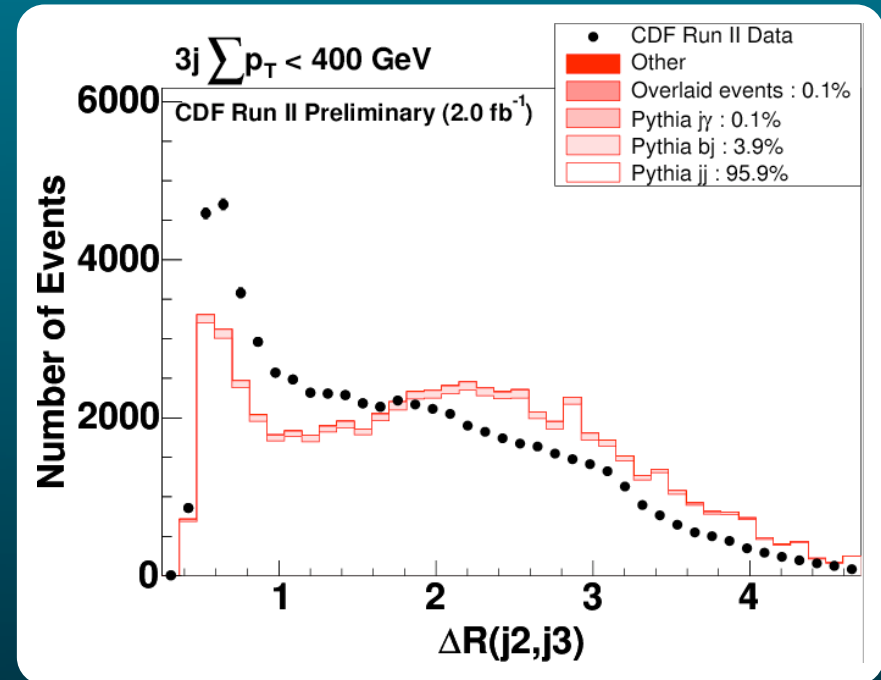 3j ∑p_T < 400 GeV
CDF Run II Preliminary (2.0 fb⁻¹)
CDF Run II Data
Other
Overlaid events : 0.1%
Pythia jγ : 0.1%
Pythia bj : 3.9%
Pythia jj : 95.9%
Number of Events
6000
4000
2000
0
1 2 3 4
ΔR(j2,j3)